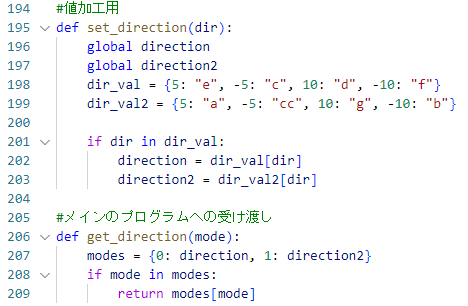 194 #値加工用
195 def set_direction(dir):
196     global direction
197     global direction2
198     dir_val = {5: "e", -5: "c", 10: "d", -10: "f"}
199     dir_val2 = {5: "a", -5: "cc", 10: "g", -10: "b"}
200
201     if dir in dir_val:
202         direction = dir_val[dir]
203         direction2 = dir_val2[dir]
204
205 #メインのプログラムへの受け渡し
206 def get_direction(mode):
207     modes = {0: direction, 1: direction2}
208     if mode in modes:
209         return modes[mode]